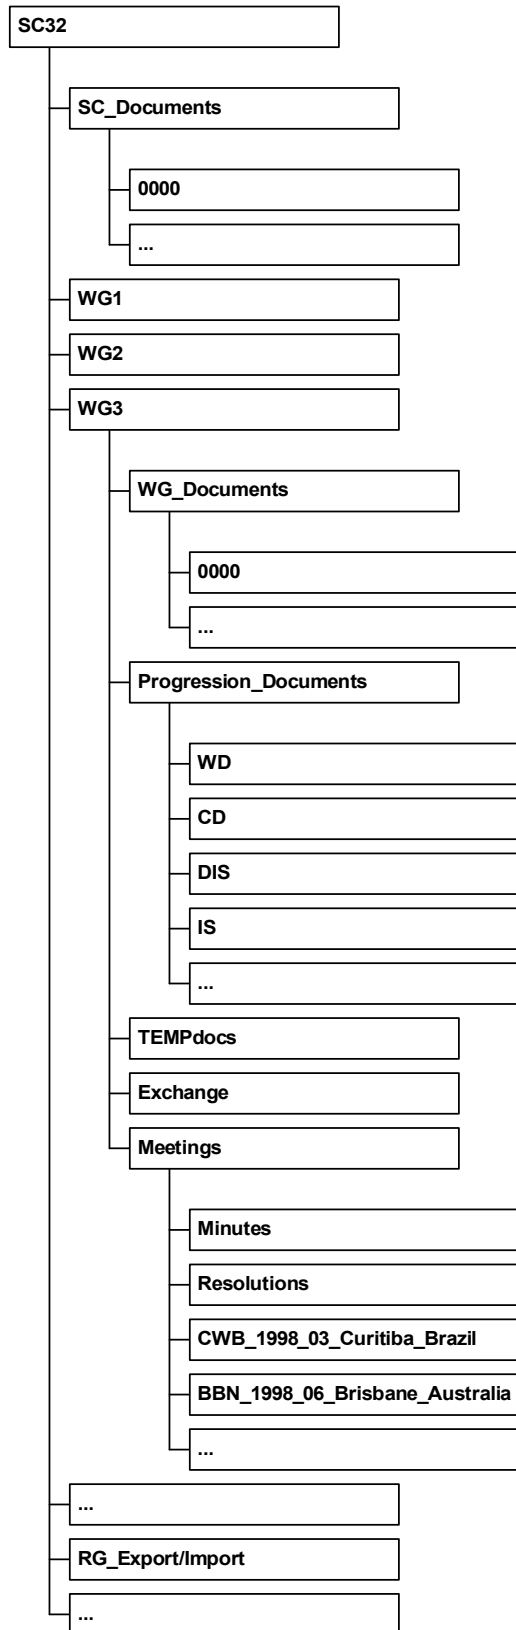 SC32
SC_Documents
0000
...
WG1
WG2
WG3
WG_Documents
0000
...
Progression_Documents
WD
CD
DIS
IS
...
TEMPdocs
Exchange
Meetings
Minutes
Resolutions
CWB_1998_03_Curitiba_Brazil
BBN_1998_06_Brisbane_Australia
...
...
RG_Export/Import
...